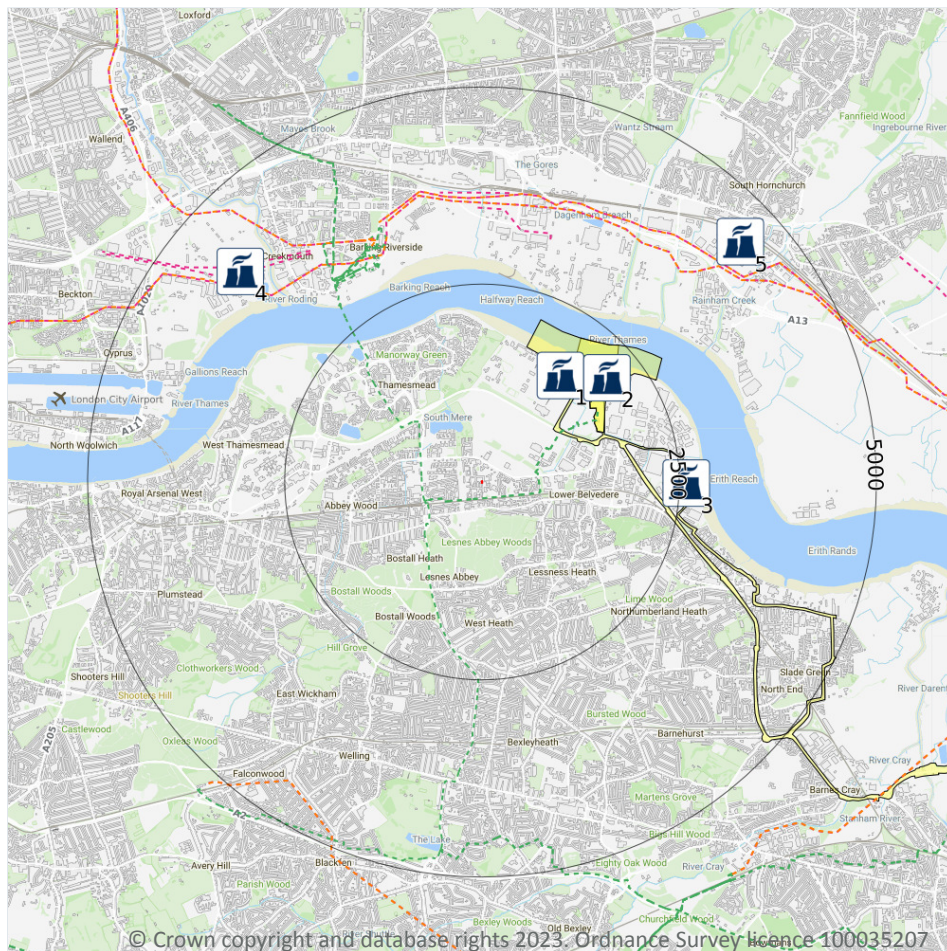 Loxford
A406
Mayes Brook
Wantz Stream
Fannfield Wood
Ingrebourne River
Wallend
The Gores
South Hornchurch
Dagenham Breach
Barking Riverside
Creekmouth
5
4
Beckton
A1020
River Roding
Barking Reach
Halfway Reach
Rainham Creek
A13
River Thames
Cyprus
Manorway Green
Gallions Reach
Thamesmead
London City Airport
River Thames
1
2
A117
South Mere
North Woolwich
West Thamesmead
5000
2500
Royal Arsenal West
Abbey Wood
Lower Belvedere
Erith Reach
3
Lesnes Abbey Woods
Erith Rands
Bostall Heath
Lesnes Abbey
Lessness Heath
Plumstead
Bostall Woods
Lime Wood
Northumberland Heath
Bostall Woods
West Heath
Hill Grove
Clothworkers Wood
Slade Green
Shooters Hill
East Wickham
North End
River Darent
Shooters Hill
Castlewood
Bursted Wood
A205
Oxleas Wood
Bexleyheath
Barnehurst
Welling
River Cray
Falconwood
Barnes Cray
Martens Grove
A2
Stanham River
The Lake
Bigs Hill Wood
Avery Hill
Blackfen
Eighty Oak Wood
River Cray
Parish Wood
Churchfield Wood
Bexley Woods
Old Bexley
River Shuttle
© Crown copyright and database rights 2023. Ordnance Survey licence 100035207